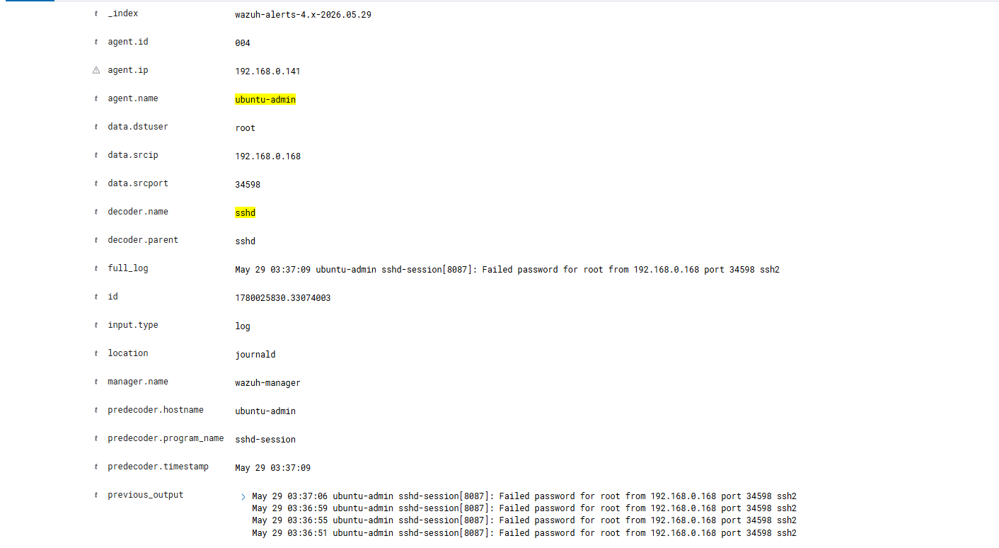 t _index wazuh-alerts-4.x-2026.05.29
t agent.id 004
agent.ip 192.168.0.141
t agent.name ubuntu-admin
t data.dstuser root
t data.srcip 192.168.0.168
t data.srcport 34598
t decoder.name sshd
t decoder.parent sshd
t full_log May 29 03:37:09 ubuntu-admin sshd-session[8087]: Failed password for root from 192.168.0.168 port 34598 ssh2
t id 1780025830.33074003
t input.type log
t location journald
t manager.name wazuh-manager
t predecoder.hostname ubuntu-admin
t predecoder.program_name sshd-session
t predecoder.timestamp May 29 03:37:09
t previous_output May 29 03:37:06 ubuntu-admin sshd-session[8087]: Failed password for root from 192.168.0.168 port 34598 ssh2
May 29 03:36:59 ubuntu-admin sshd-session[8087]: Failed password for root from 192.168.0.168 port 34598 ssh2
May 29 03:36:55 ubuntu-admin sshd-session[8087]: Failed password for root from 192.168.0.168 port 34598 ssh2
May 29 03:36:51 ubuntu-admin sshd-session[8087]: Failed password for root from 192.168.0.168 port 34598 ssh2